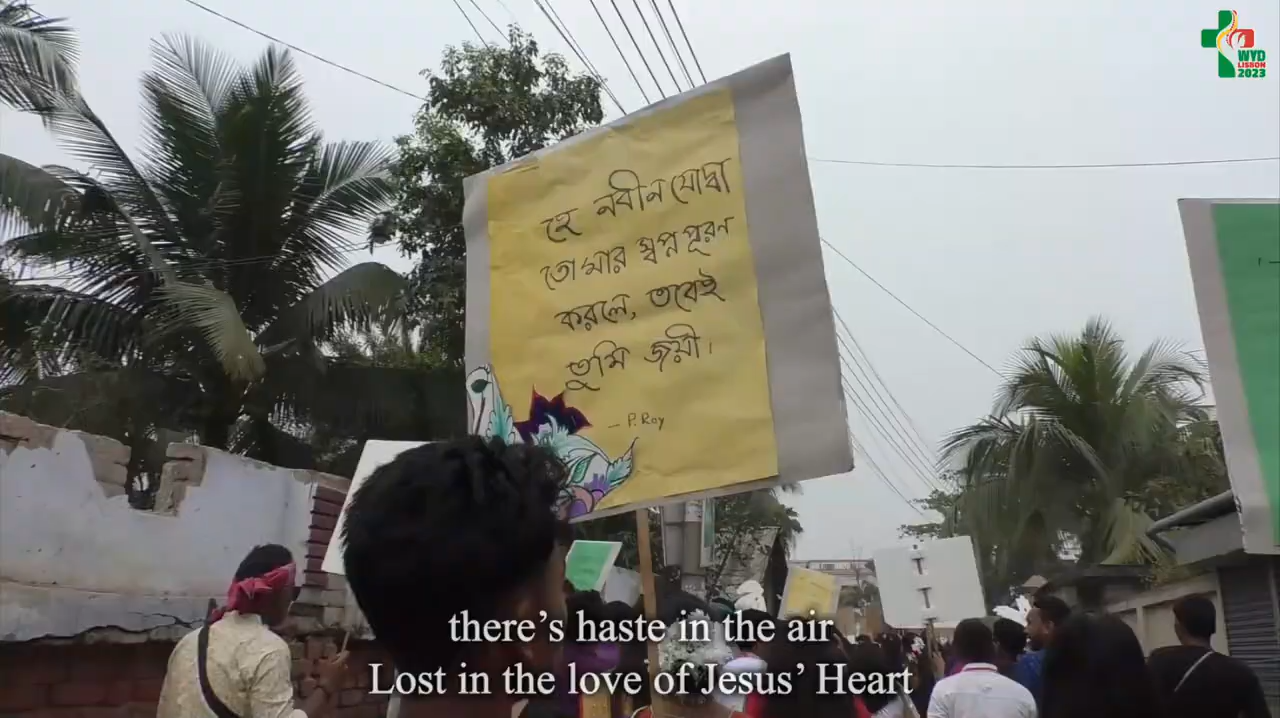 WYD
LISBON
2023
হে নবীন যোদ্ধা
তোমার স্বপ্ন পূরণ
করলে, তবেই
তুমি জয়ী।
— P. Roy
there's haste in the air
Lost in the love of Jesus' Heart